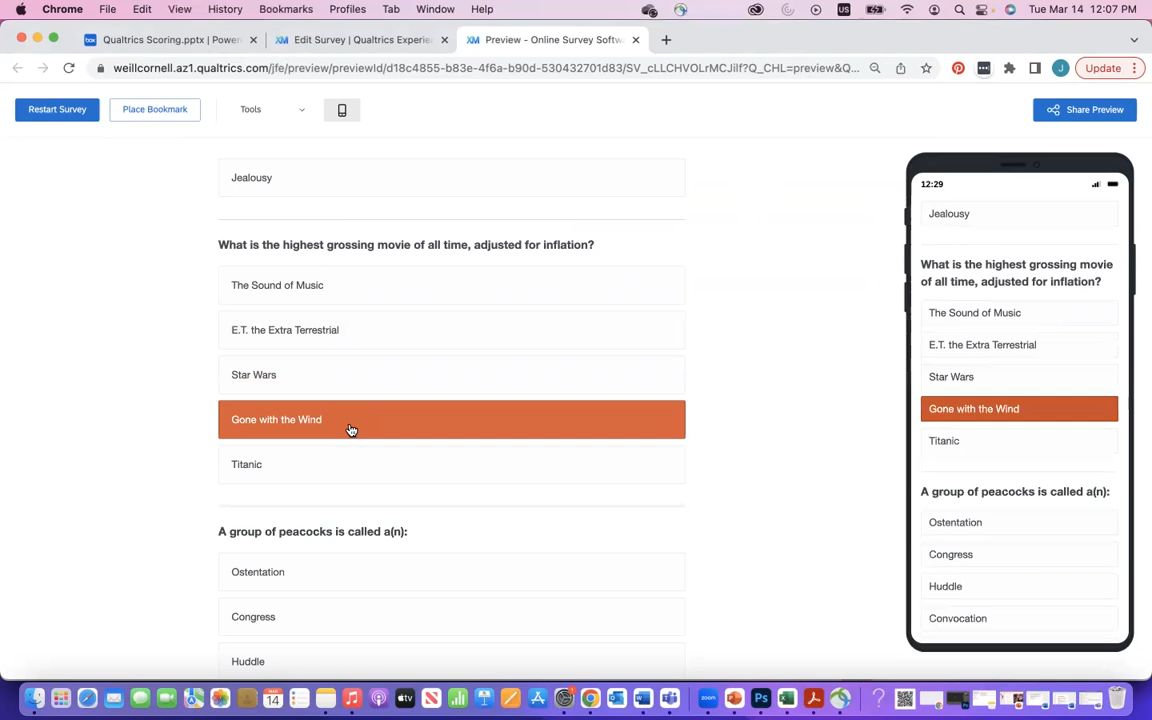 Chrome File Edit View History Bookmarks Profiles Tab Window Help US Tue Mar 14 12:07 PM
Qualtrics Scoring.pptx | Power
Edit Survey | Qualtrics Experie
XM Preview - Online Survey Softw
weillcornell.az1.qualtrics.com/jfe/preview/previewId/d18c4855-b83e-4f6a-b90d-530432701d83/SV_cLLCHVOLrMCJiIf?Q_CHL=preview&Q... J Update
Restart Survey
Place Bookmark
Tools
Share Preview
Jealousy
What is the highest grossing movie of all time, adjusted for inflation?
The Sound of Music
E.T. the Extra Terrestrial
Star Wars
Gone with the Wind
Titanic
A group of peacocks is called a(n):
Ostentation
Congress
Huddle
12:29
Jealousy
What is the highest grossing movie
of all time, adjusted for inflation?
The Sound of Music
E.T. the Extra Terrestrial
Star Wars
Gone with the Wind
Titanic
A group of peacocks is called a(n):
Ostentation
Congress
Huddle
Convocation